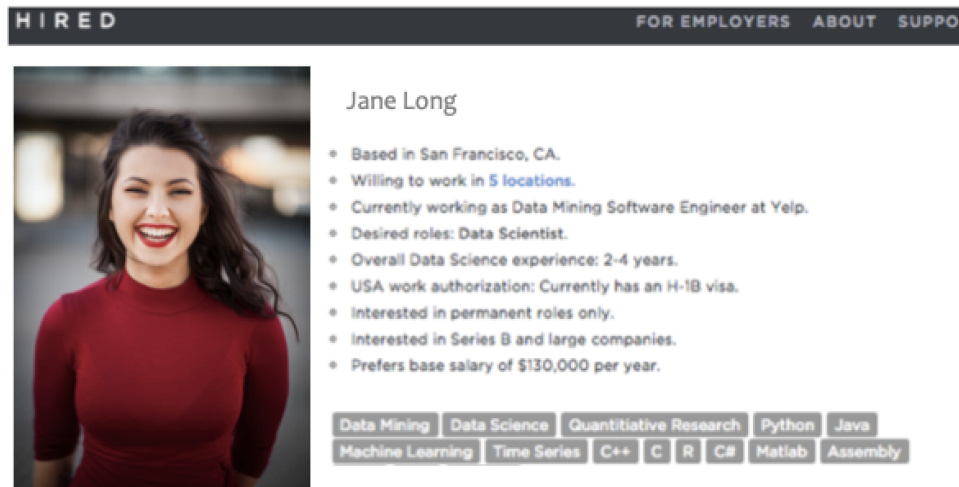 HIRED
FOR EMPLOYERS ABOUT SUPPO
Jane Long
Based in San Francisco, CA.
Willing to work in 5 locations.
Currently working as Data Mining Software Engineer at Yelp.
Desired roles: Data Scientist.
Overall Data Science experience: 2-4 years.
USA work authorization: Currently has an H-1B visa.
Interested in permanent roles only.
Interested in Series B and large companies.
Prefers base salary of $130,000 per year.
Data Mining Data Science Quantitiative Research Python Java
Machine Learning Time Series C++ C R C# Matlab Assembly